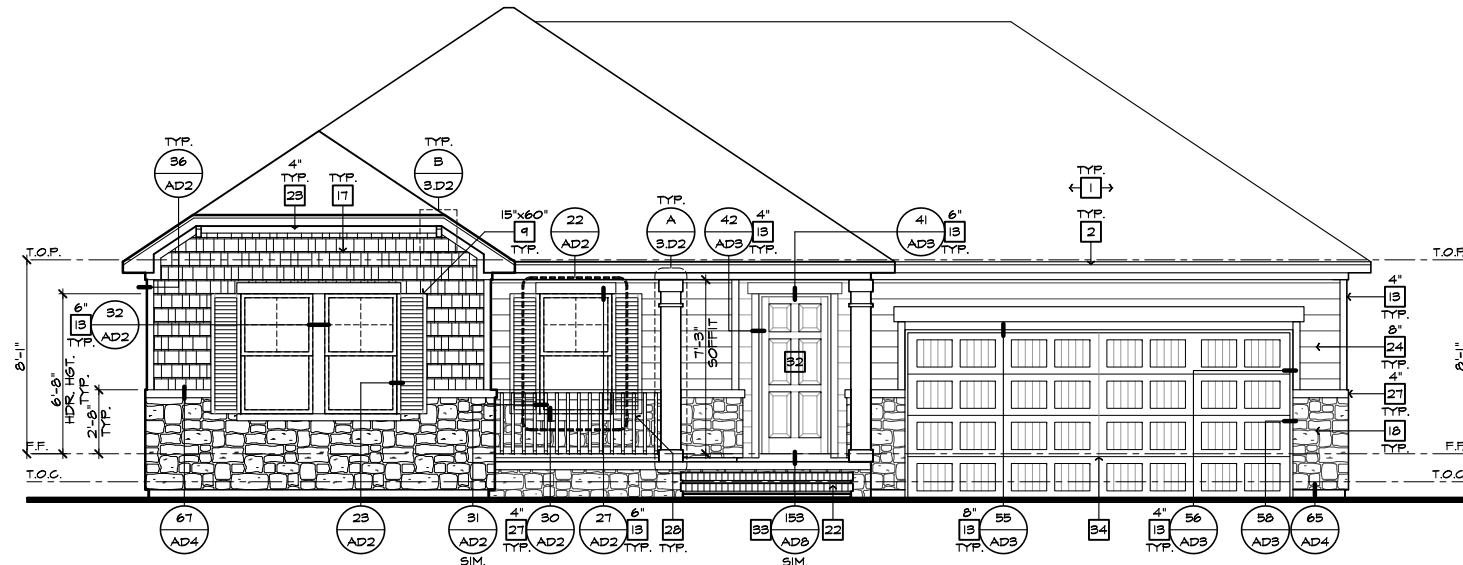 TYP.
36
AD2
4"
TYP.
23
TYP.
17
TYP.
B
3.D2
15"x60"
9
TYP.
22
AD2
TYP.
A
3.D2
42
AD3
4"
13
TYP.
41
AD3
6"
13
TYP.
TYP.
1
TYP.
2
T.O.P.
T.O.P.
6"
13
TYP.
32
AD2
8'-1"
6'-8"
HDR. HGT.
TYP.
2'-8"
TYP.
7'-3"
SOFFIT
32
4"
13
TYP.
8"
24
TYP.
4"
27
TYP.
18
8'-1"
F.F.
F.F.
T.O.C.
T.O.C.
67
AD4
23
AD2
31
AD2
SIM.
4"
27
TYP.
30
AD2
27
AD2
6"
13
TYP.
28
TYP.
33
153
AD8
SIM.
22
8"
13
TYP.
55
AD3
34
4"
13
TYP.
56
AD3
58
AD3
65
AD4